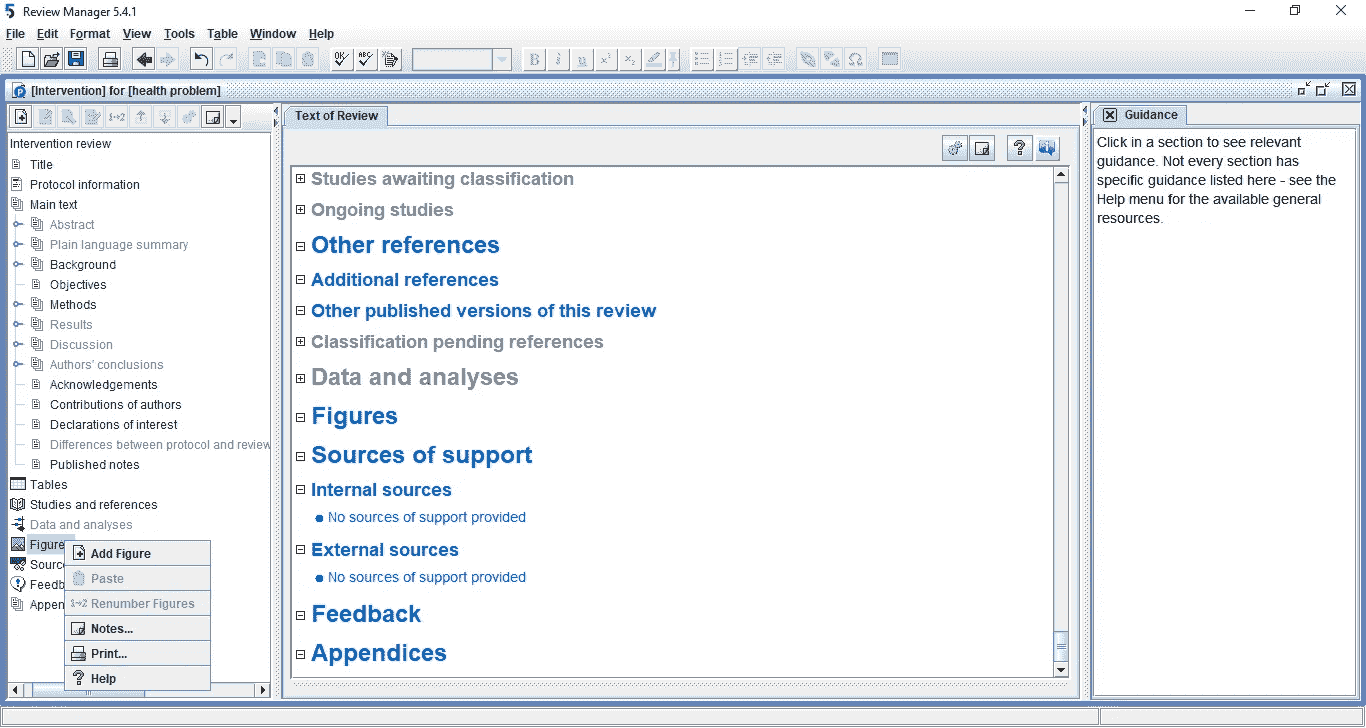 Review Manager 5.4.1
File Edit Format View Tools Table Window Help
[Intervention] for [health problem]
Intervention review
Title
Protocol information
Main text
Abstract
Plain language summary
Background
Objectives
Methods
Results
Discussion
Authors' conclusions
Acknowledgements
Contributions of authors
Declarations of interest
Differences between protocol and review
Published notes
Tables
Studies and references
Data and analyses
Figure
Sourc
Feedb
Appen
Add Figure
Paste
1→2 Renumber Figures
Notes...
Print...
? Help
Text of Review
Studies awaiting classification
Ongoing studies
Other references
Additional references
Other published versions of this review
Classification pending references
Data and analyses
Figures
Sources of support
Internal sources
No sources of support provided
External sources
No sources of support provided
Feedback
Appendices
Guidance
Click in a section to see relevant
guidance. Not every section has
specific guidance listed here - see the
Help menu for the available general
resources.